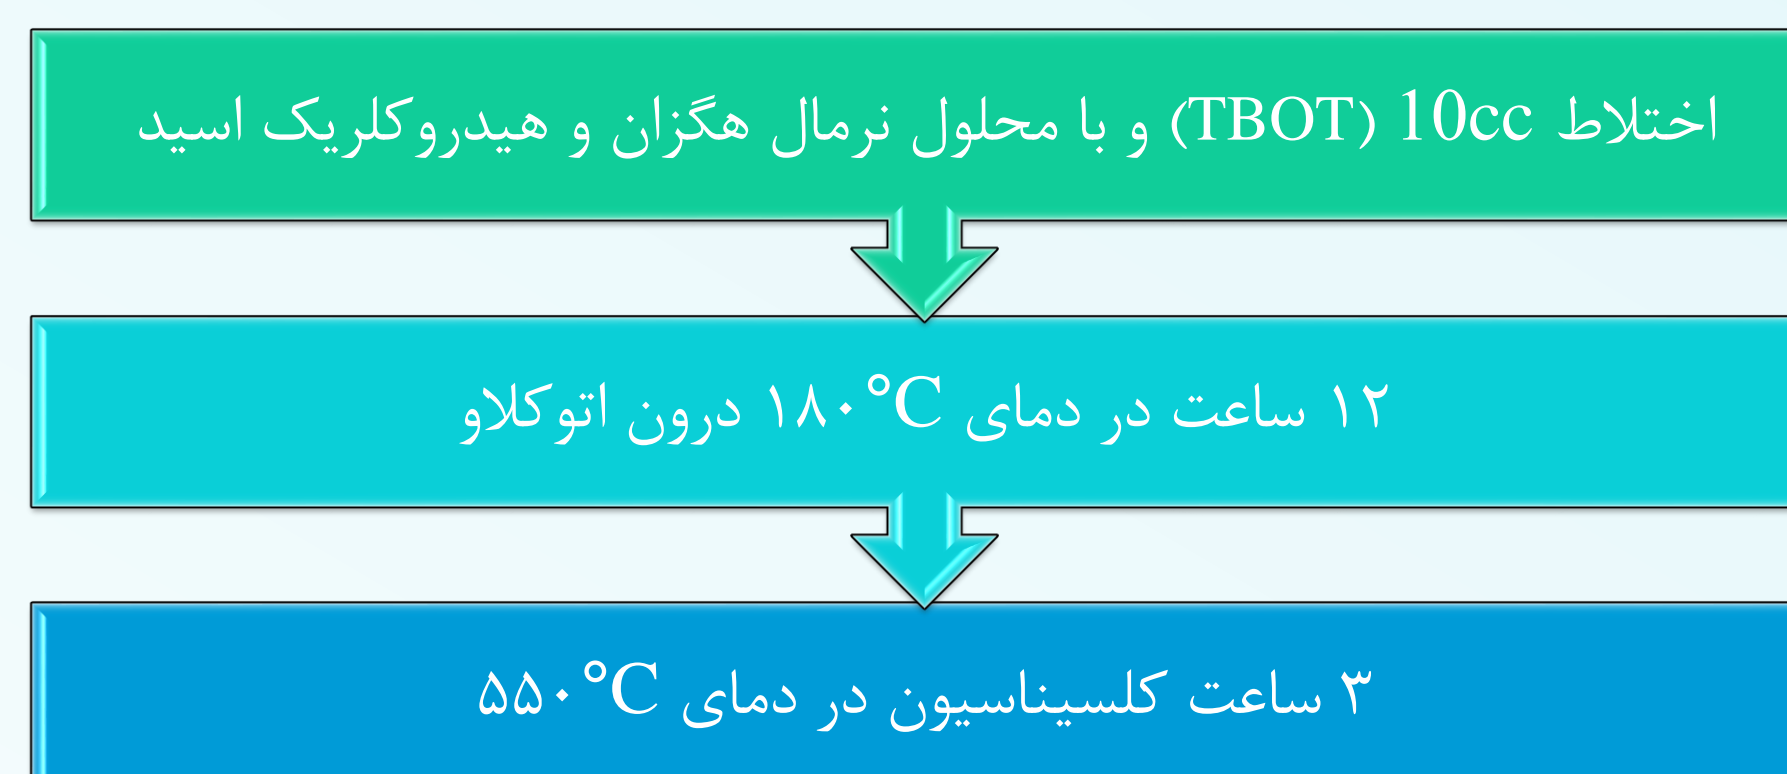 اختلاط 10cc (TBOT) و با محلول نرمال هگزان و هیدروکلریک اسید
۱۲ ساعت در دمای ۱۸۰°C درون اتوکلاو
۳ ساعت کلسیناسیون در دمای ۵۵۰°C